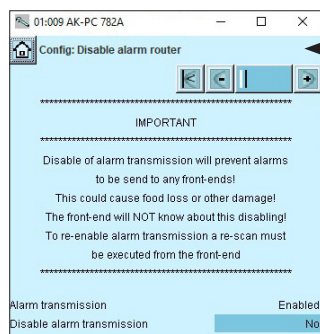 01:009 AK-PC 782A
Config: Disable alarm router
************************************************************
IMPORTANT
************************************************************
Disable of alarm transmission will prevent alarms
to be send to any front-ends!
This could cause food loss or other damage!
The front-end will NOT know about this disabling!
To re-enable alarm transmission a re-scan must
be executed from the front-end
************************************************************
Alarm transmission Enabled
Disable alarm transmission No